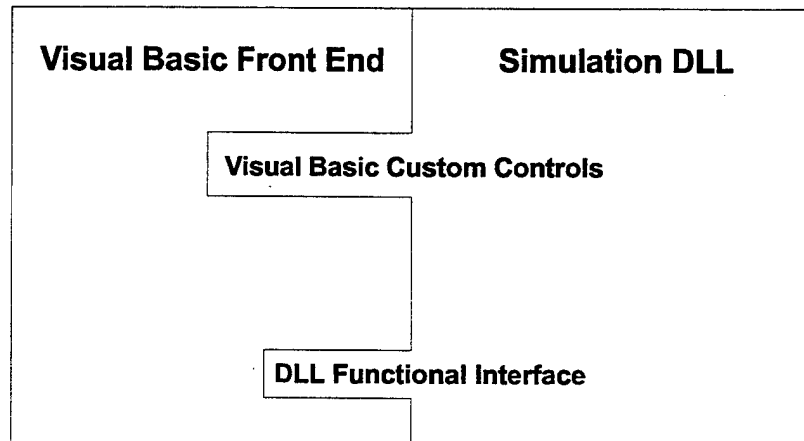 Visual Basic Front End
Simulation DLL
Visual Basic Custom Controls
DLL Functional Interface